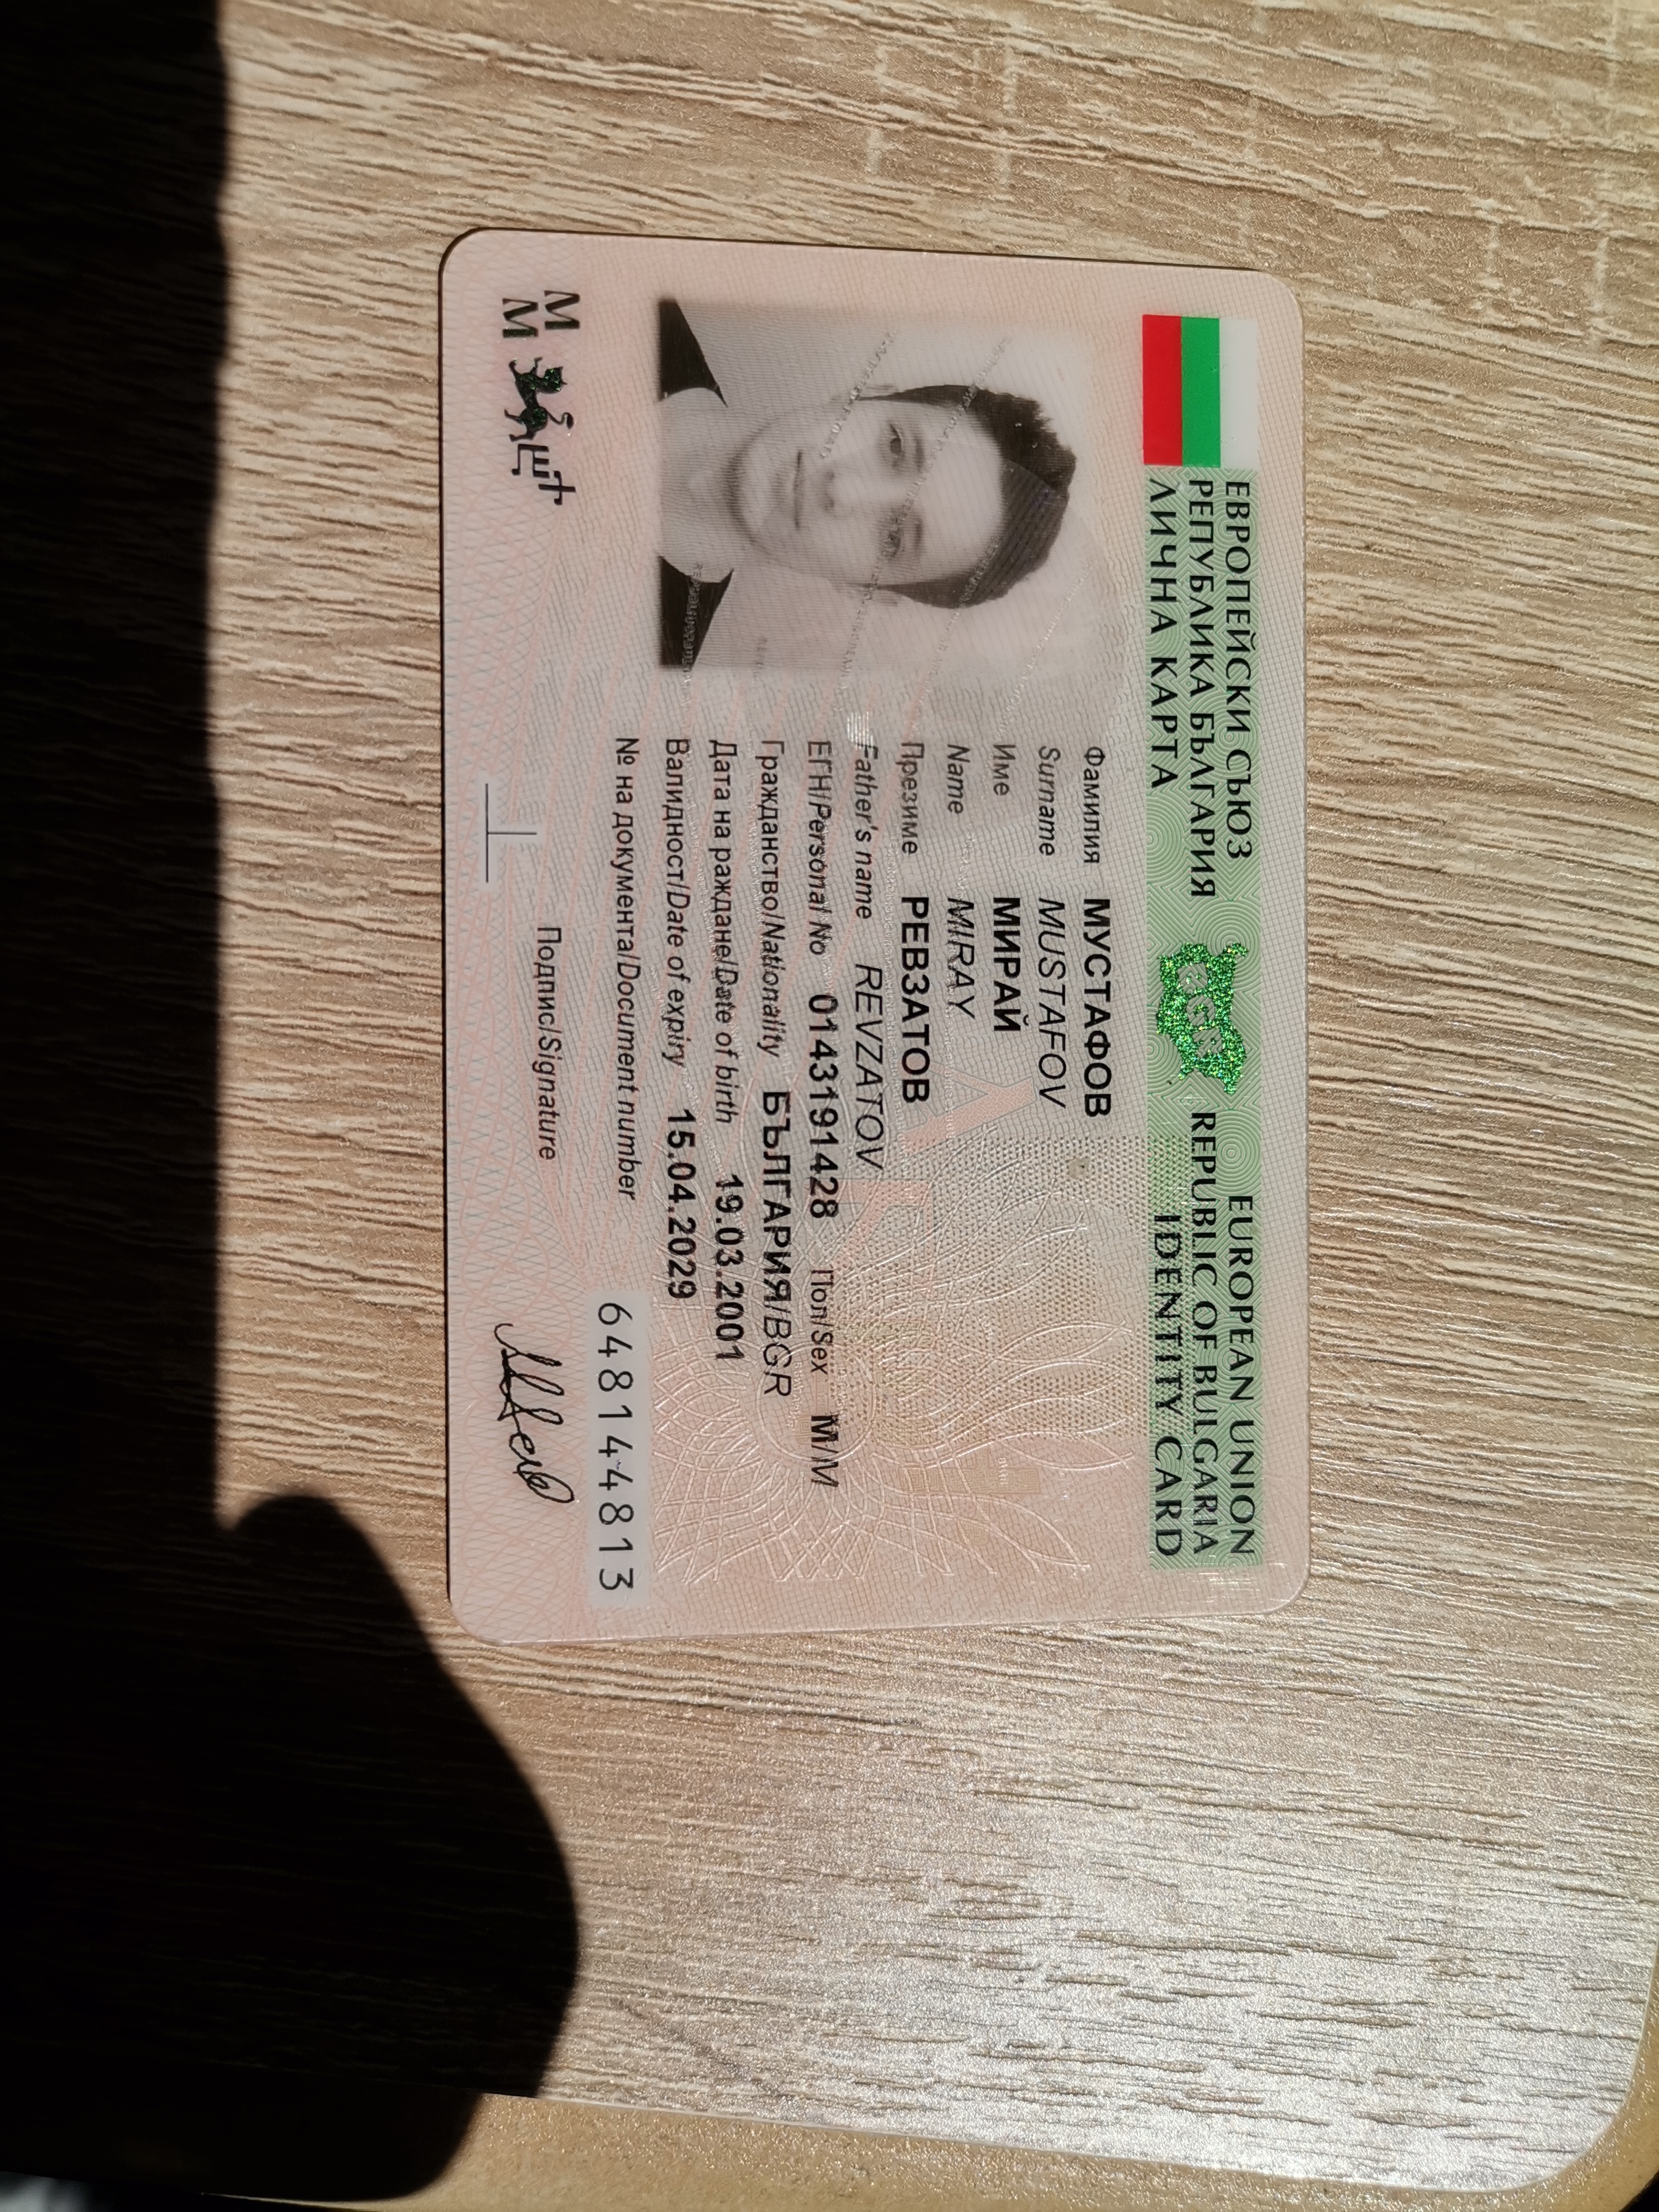 ЕВРОПЕЙСКИ СЪЮЗ
РЕПУБЛИКА БЪЛГАРИЯ
ЛИЧНА КАРТА
BGR
EUROPEAN UNION
REPUBLIC OF BULGARIA
IDENTITY CARD
Фамилия МУСТАФОВ
Surname MUSTAFOV
Име МИРАЙ
Name MIRAY
Презиме РЕВЗАТОВ
Father's name REVZATOV
ЕГН/Personal No 0143191428 Пол/Sex М/M
Гражданство/Nationality БЪЛГАРИЯ/BGR
Дата на раждане/Date of birth 19.03.2001
Валидност/Date of expiry 15.04.2029
№ на документа/Document number 648144813
Подпис/Signature
М
М